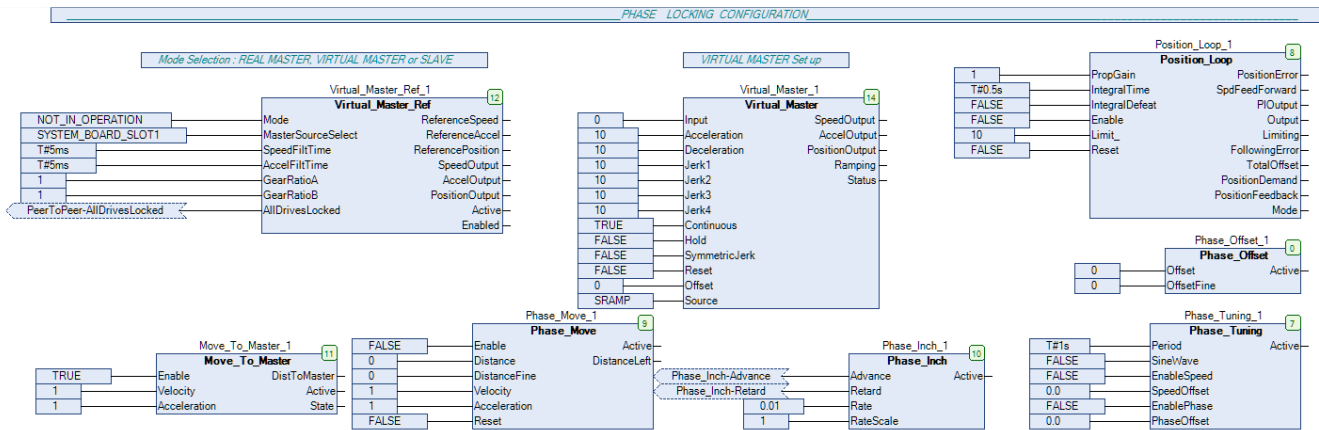 PHASE LOCKING CONFIGURATION
Mode Selection : REAL MASTER, VIRTUAL MASTER or SLAVE
VIRTUAL MASTER Set up
Virtual_Master_Ref_1
12
Virtual_Master_Ref
NOT_IN_OPERATION Mode ReferenceSpeed
SYSTEM_BOARD_SLOT1 MasterSourceSelect ReferenceAccel
T#5ms SpeedFiltTime ReferencePosition
T#5ms AccelFiltTime SpeedOutput
1 GearRatioA AccelOutput
1 GearRatioB PositionOutput
PeerToPeer-AllDrivesLocked AllDrivesLocked Active
Enabled
Virtual_Master_1
14
Virtual_Master
0 Input SpeedOutput
10 Acceleration AccelOutput
10 Deceleration PositionOutput
10 Jerk1 Ramping
10 Jerk2 Status
10 Jerk3
10 Jerk4
TRUE Continuous
FALSE Hold
FALSE SymmetricJerk
FALSE Reset
0 Offset
SRAMP Source
Position_Loop_1
8
Position_Loop
1 PropGain PositionError
T#0.5s IntegralTime SpdFeedForward
FALSE IntegralDefeat PIOutput
FALSE Enable Output
10 Limit_ Limiting
FALSE Reset FollowingError
TotalOffset
PositionDemand
PositionFeedback
Mode
Phase_Offset_1
0
Phase_Offset
0 Offset Active
0 OffsetFine
Move_To_Master_1
11
Move_To_Master
TRUE Enable DistToMaster
1 Velocity Active
1 Acceleration State
Phase_Move_1
9
Phase_Move
FALSE Enable Active
0 Distance DistanceLeft
0 DistanceFine
1 Velocity
1 Acceleration
FALSE Reset
Phase_Inch_1
10
Phase_Inch
Phase_Inch-Advance Advance Active
Phase_Inch-Retard Retard
0.01 Rate
1 RateScale
Phase_Tuning_1
7
Phase_Tuning
T#1s Period Active
FALSE SineWave
FALSE EnableSpeed
0.0 SpeedOffset
FALSE EnablePhase
0.0 PhaseOffset